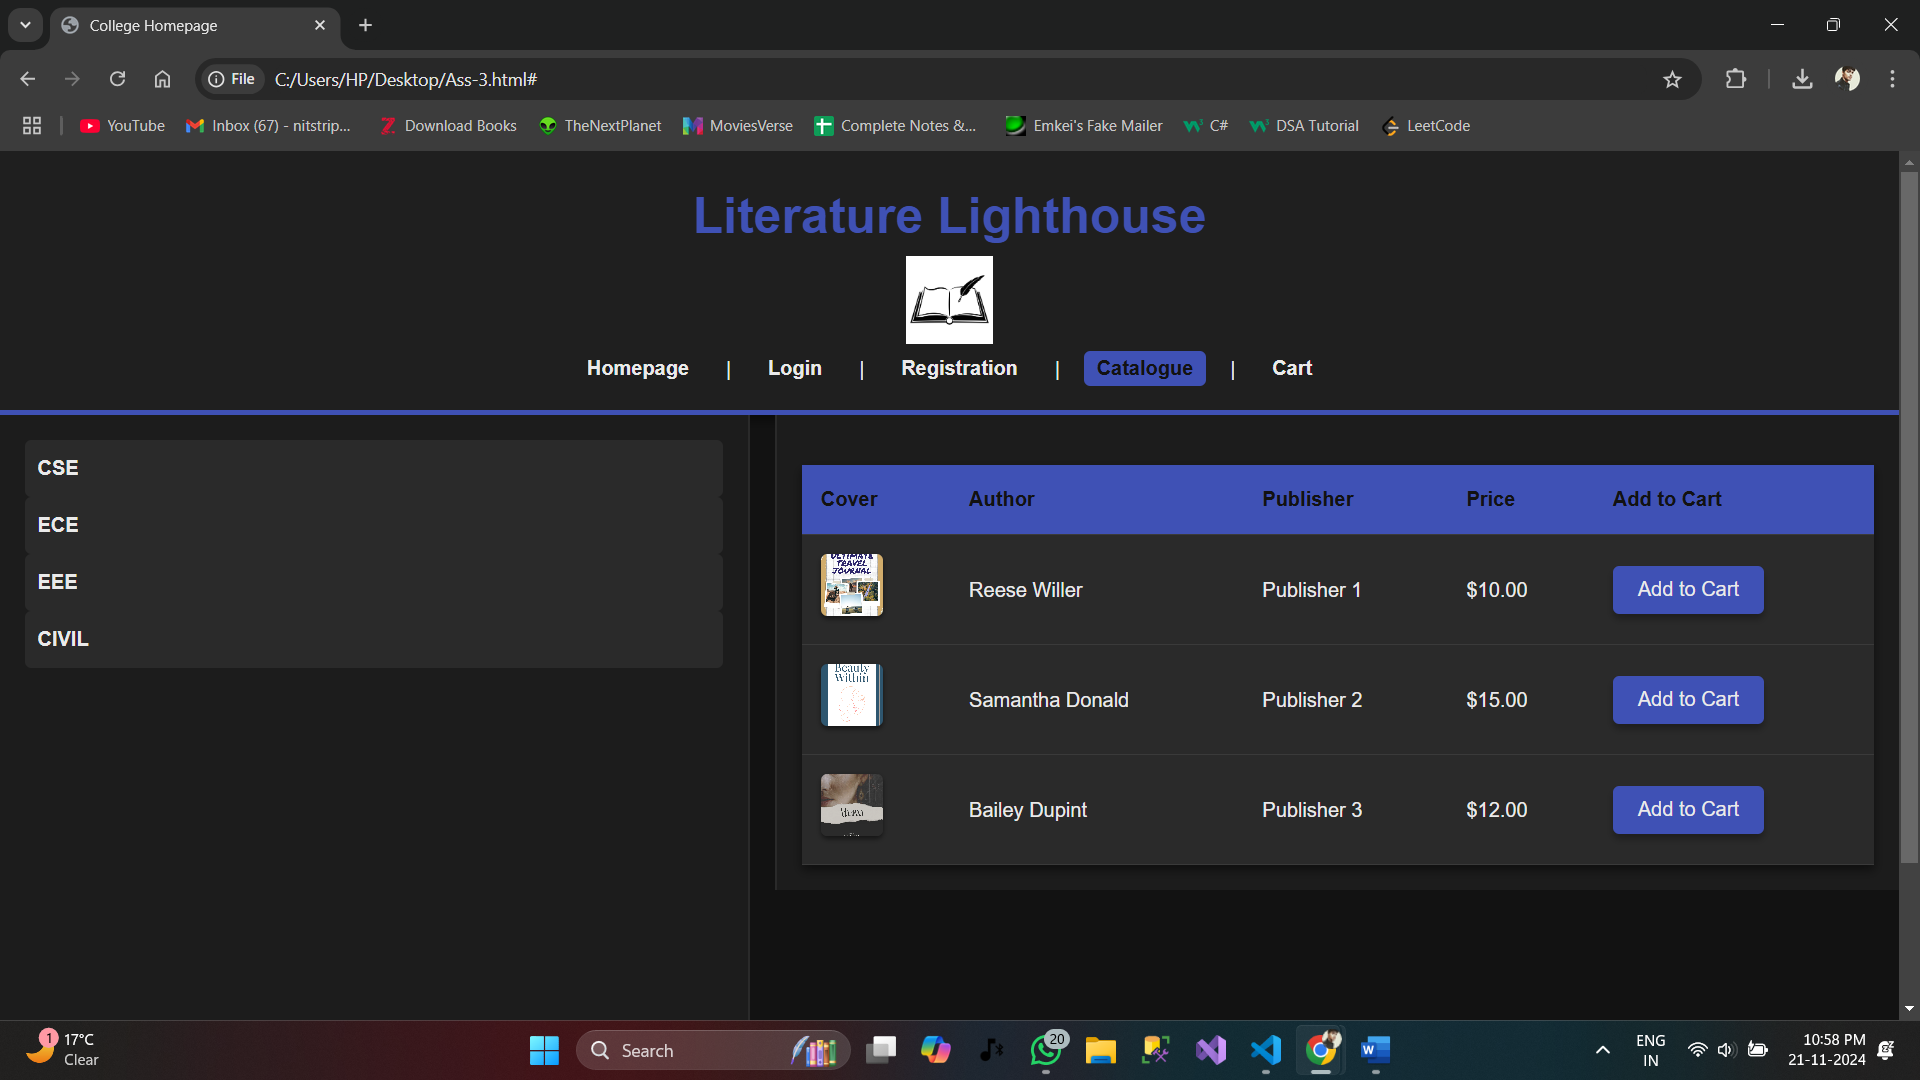 College Homepage
File
C:/Users/HP/Desktop/Ass-3.html#
YouTube
Inbox (67) - nitstrip...
Download Books
TheNextPlanet
MoviesVerse
Complete Notes &...
Emkei's Fake Mailer
C#
DSA Tutorial
LeetCode
Literature Lighthouse
Homepage | Login | Registration | Catalogue | Cart
CSE
ECE
EEE
CIVIL
Cover Author Publisher Price Add to Cart
ULTIMATE
TRAVEL
JOURNAL
Reese Willer Publisher 1 $10.00 Add to Cart
Beauty
Within
Samantha Donald Publisher 2 $15.00 Add to Cart
Bailey Dupint Publisher 3 $12.00 Add to Cart
1
17°C
Clear
Search
20
ENG
IN
10:58 PM
21-11-2024